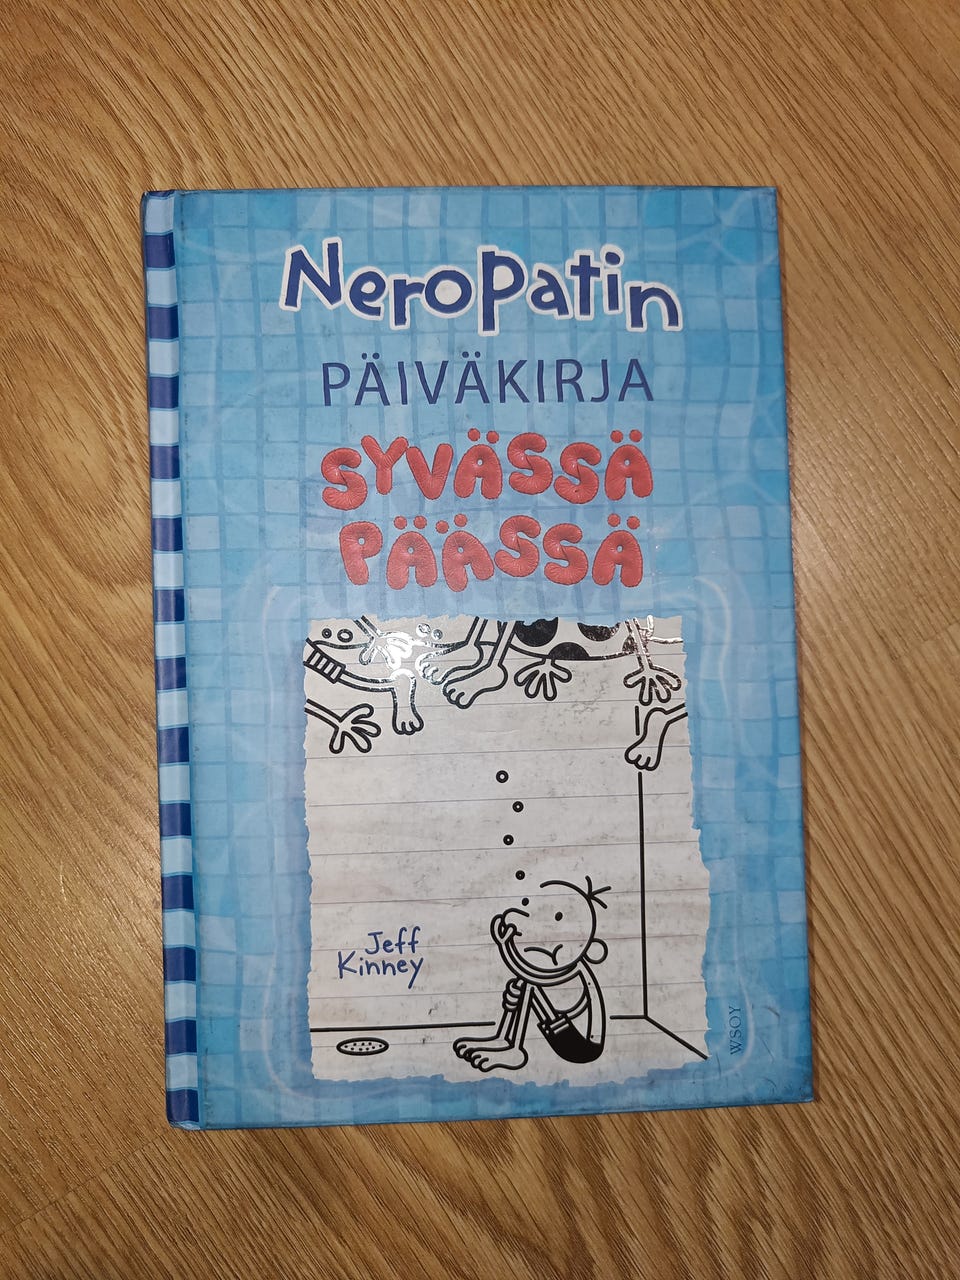 Neropatin
PÄIVÄKIRJA
SYVÄSSÄ
PÄÄSSÄ
Jeff
Kinney
WSOY